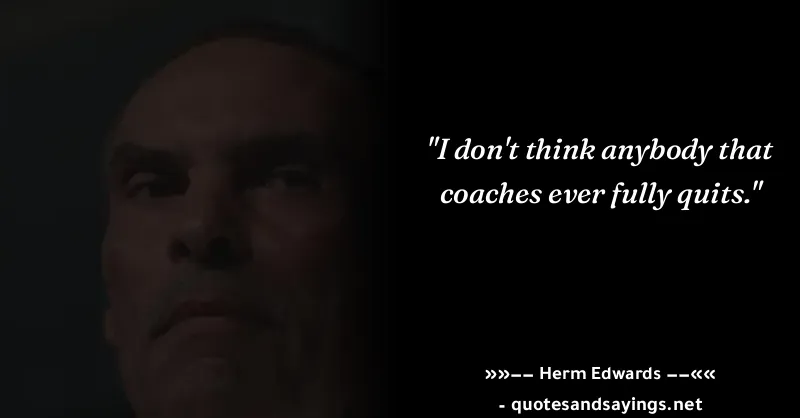 "I don't think anybody that
coaches ever fully quits."
»»–– Herm Edwards ––««
- quotesandsayings.net